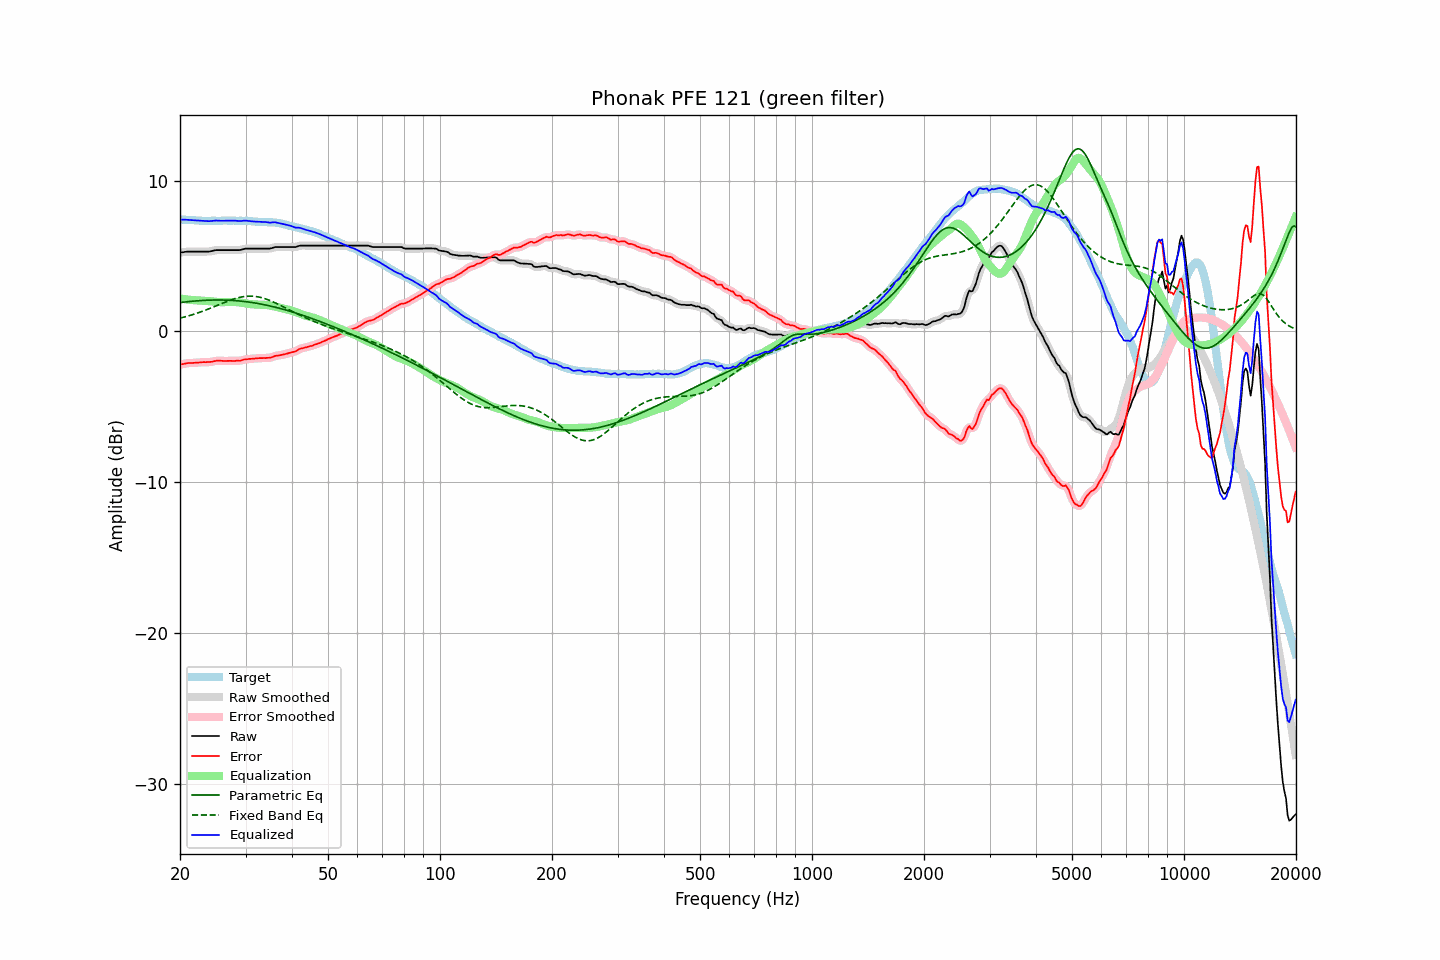 Phonak PFE 121 (green filter)
Amplitude (dBr)
10
0
−10
−20
−30
Target
Raw Smoothed
Error Smoothed
Raw
Error
Equalization
Parametric Eq
Fixed Band Eq
Equalized
20 50 100 200 500 1000 2000 5000 10000 20000
Frequency (Hz)